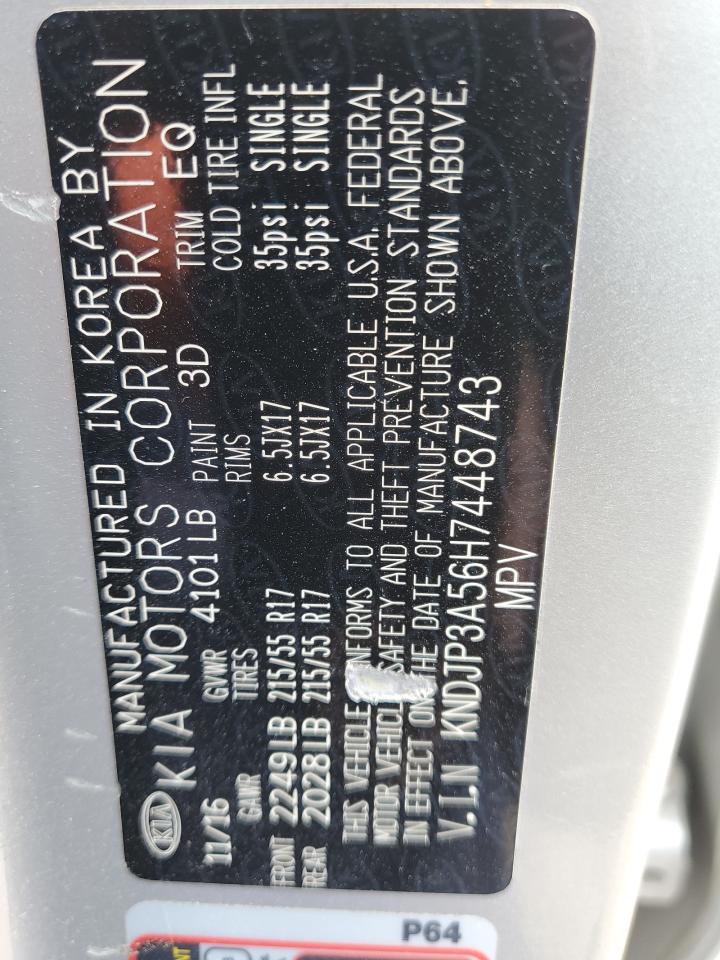 MANUFACTURED IN KOREA BY
KIA KIA MOTORS CORPORATION
11/16 GVWR 4101LB PAINT 3D TRIM EQ
GAWR TIRES RIMS COLD TIRE INFL
FRONT 2249LB 215/55 R17 6.5JX17 35psi SINGLE
REAR 2028LB 215/55 R17 6.5JX17 35psi SINGLE
THIS VEHICLE TO ALL APPLICABLE U.S.A. FEDERAL
MOTOR VEHICLE SAFETY AND THEFT PREVENTION STANDARDS
IN EFFECT ON THE DATE OF MANUFACTURE SHOWN ABOVE.
V.I.N KNDJP3A56H7448743
MPV
P64